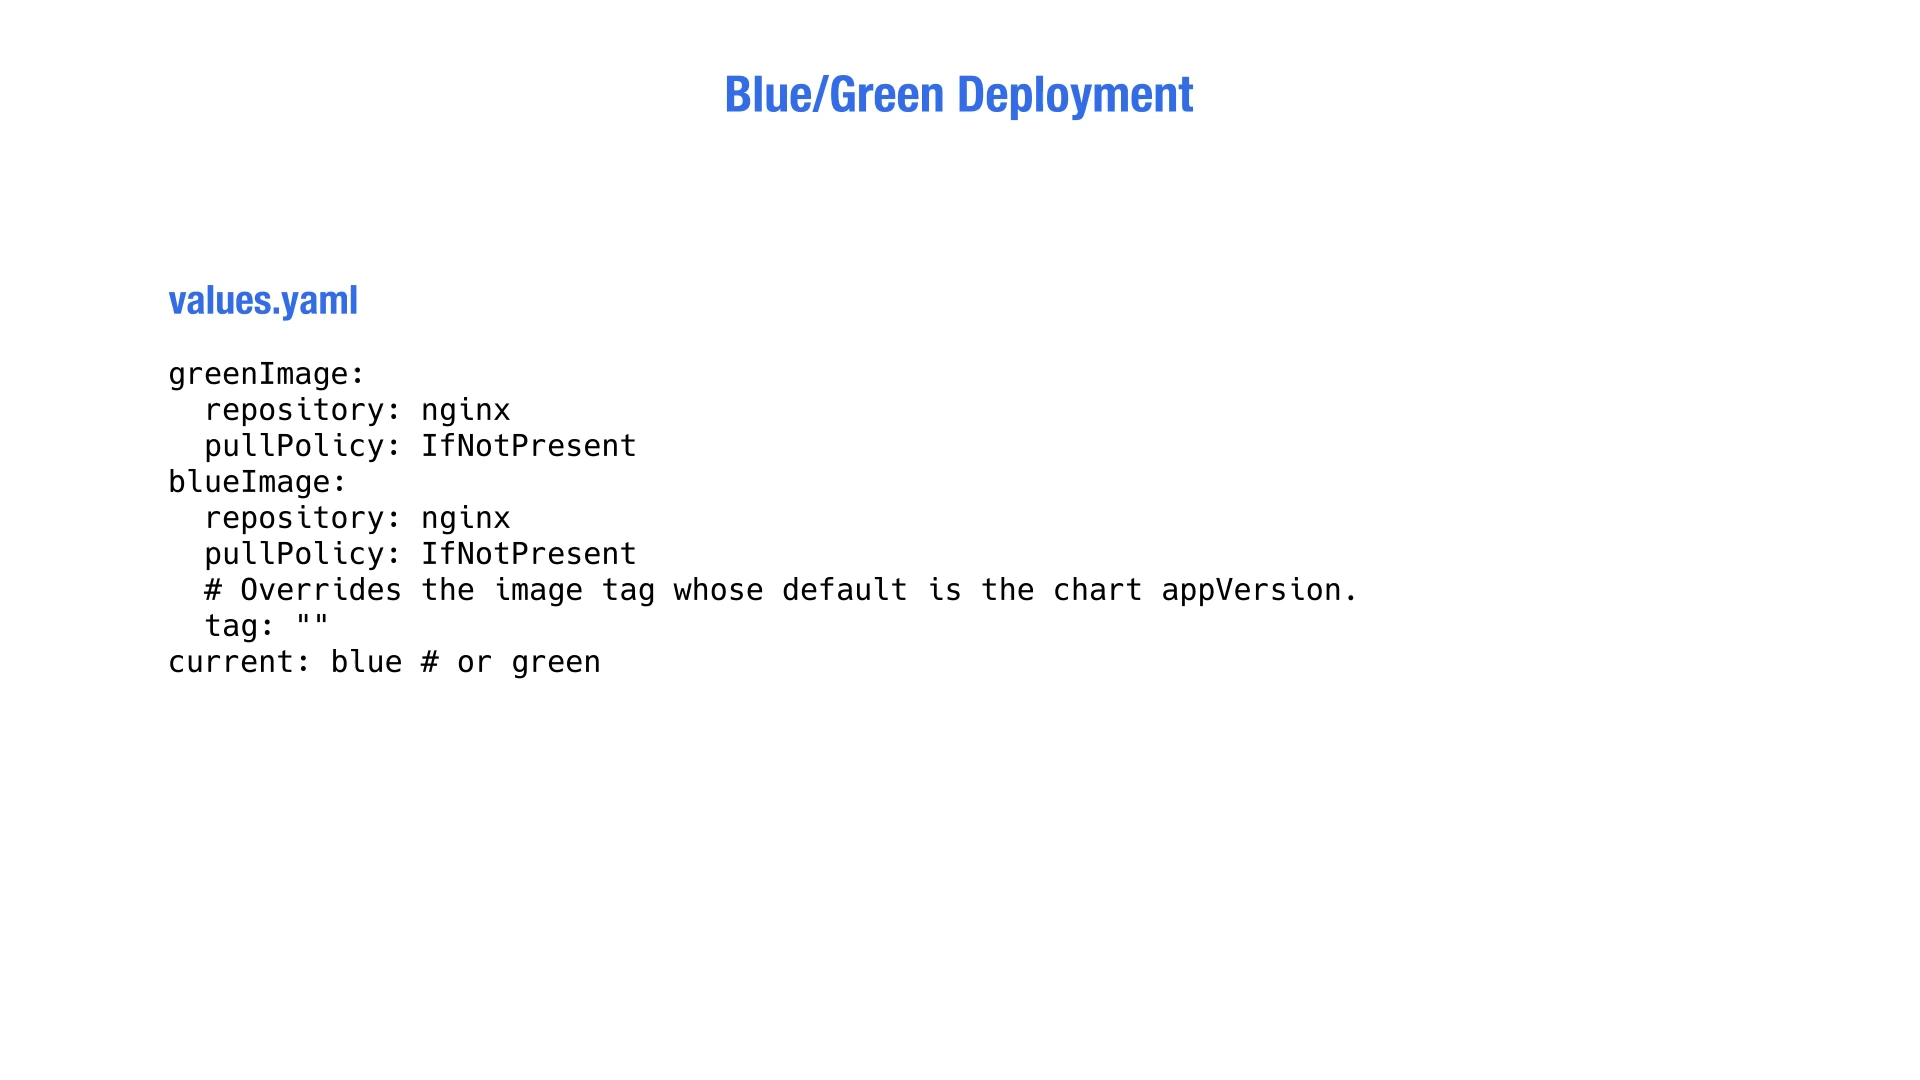 Blue/Green Deployment
values.yaml
greenImage:
  repository: nginx
  pullPolicy: IfNotPresent
blueImage:
  repository: nginx
  pullPolicy: IfNotPresent
  # Overrides the image tag whose default is the chart appVersion.
  tag: ""
current: blue # or green